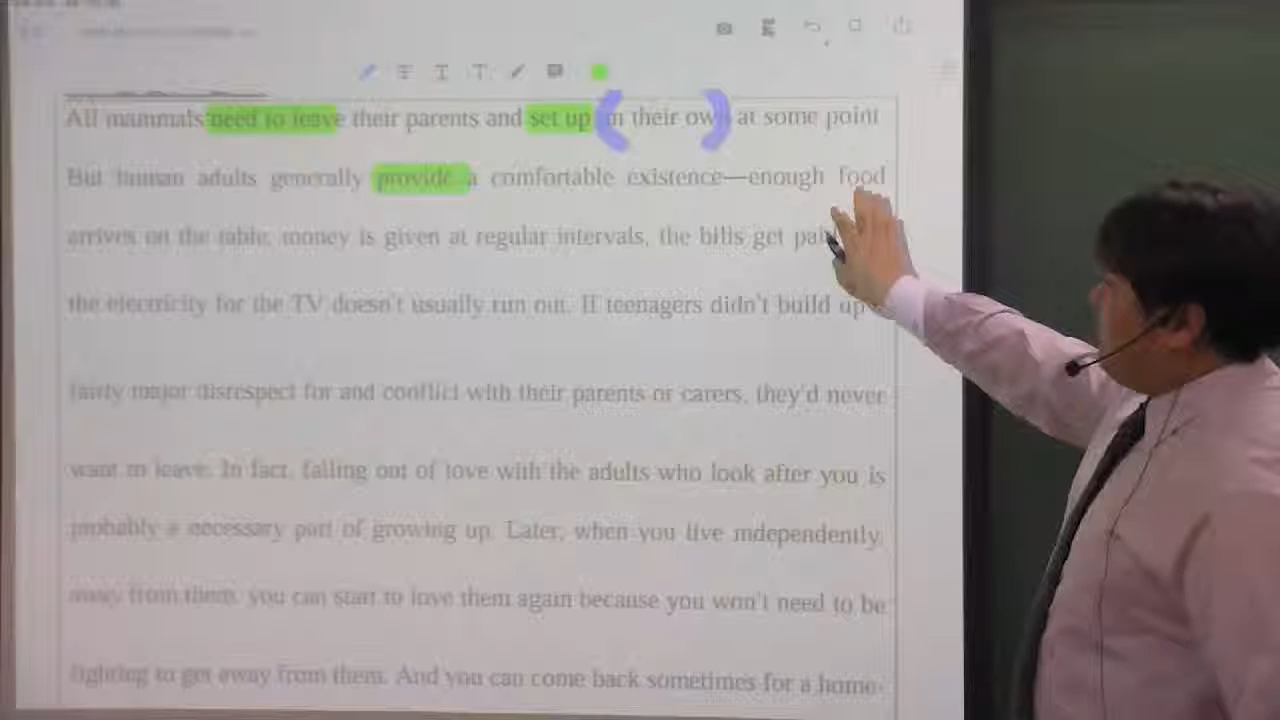 All mammals need to leave their parents and set up on their own at some point
But human adults generally provide a comfortable existence—enough food
arrives on the table, money is given at regular intervals, the bills get paid
the electricity for the TV doesn't usually run out. If teenagers didn't build up
fairly major disrespect for and conflict with their parents or carers, they'd never
want to leave. In fact, falling out of love with the adults who look after you is
probably a necessary part of growing up. Later, when you live independently,
away from them, you can start to love them again because you won't need to be
fighting to get away from them. And you can come back sometimes for a home-